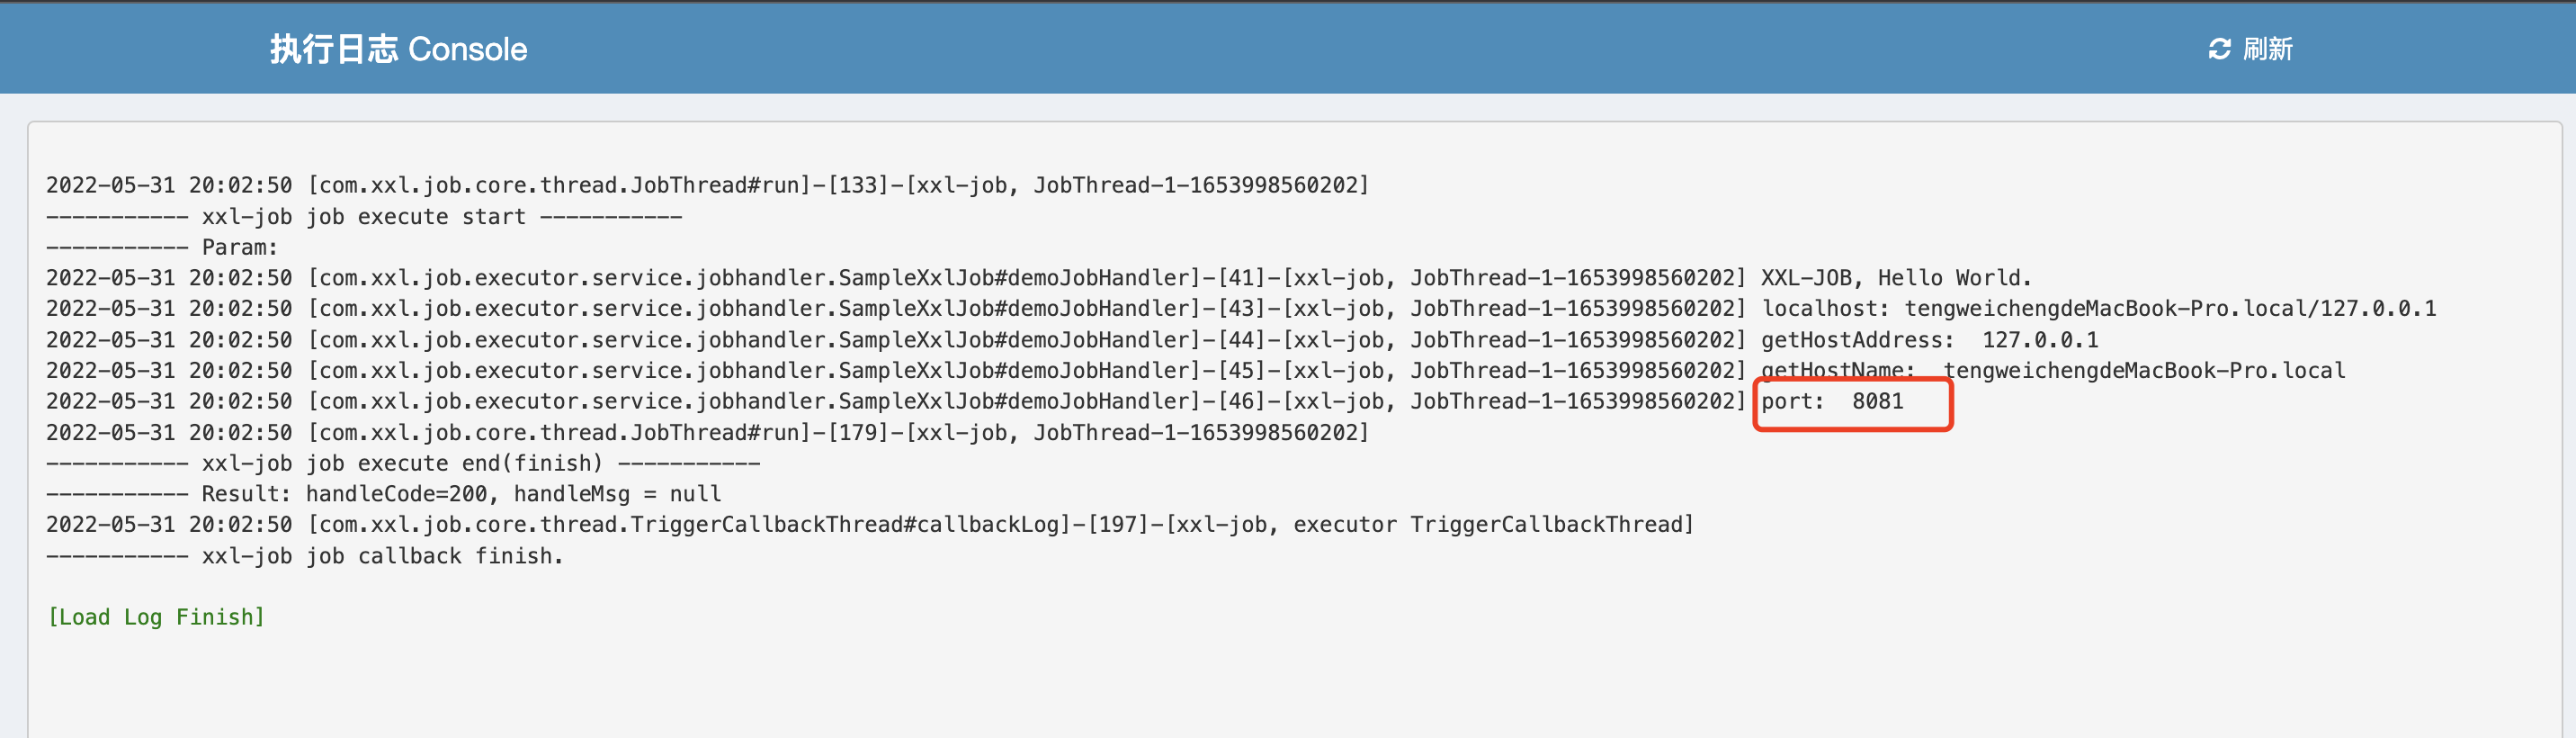 执行日志 Console
刷新
2022-05-31 20:02:50 [com.xxl.job.core.thread.JobThread#run]-[133]-[xxl-job, JobThread-1-1653998560202]
----------- xxl-job job execute start -----------
----------- Param:
2022-05-31 20:02:50 [com.xxl.job.executor.service.jobhandler.SampleXxlJob#demoJobHandler]-[41]-[xxl-job, JobThread-1-1653998560202] XXL-JOB, Hello World.
2022-05-31 20:02:50 [com.xxl.job.executor.service.jobhandler.SampleXxlJob#demoJobHandler]-[43]-[xxl-job, JobThread-1-1653998560202] localhost: tengweichengdeMacBook-Pro.local/127.0.0.1
2022-05-31 20:02:50 [com.xxl.job.executor.service.jobhandler.SampleXxlJob#demoJobHandler]-[44]-[xxl-job, JobThread-1-1653998560202] getHostAddress:  127.0.0.1
2022-05-31 20:02:50 [com.xxl.job.executor.service.jobhandler.SampleXxlJob#demoJobHandler]-[45]-[xxl-job, JobThread-1-1653998560202] getHostName:  tengweichengdeMacBook-Pro.local
2022-05-31 20:02:50 [com.xxl.job.executor.service.jobhandler.SampleXxlJob#demoJobHandler]-[46]-[xxl-job, JobThread-1-1653998560202] port:  8081
2022-05-31 20:02:50 [com.xxl.job.core.thread.JobThread#run]-[179]-[xxl-job, JobThread-1-1653998560202]
----------- xxl-job job execute end(finish) -----------
----------- Result: handleCode=200, handleMsg = null
2022-05-31 20:02:50 [com.xxl.job.core.thread.TriggerCallbackThread#callbackLog]-[197]-[xxl-job, executor TriggerCallbackThread]
----------- xxl-job job callback finish.
[Load Log Finish]